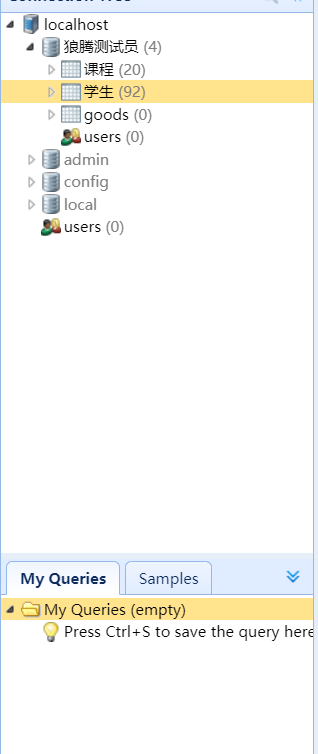 localhost
狼腾测试员 (4)
课程 (20)
学生 (92)
goods (0)
users (0)
admin
config
local
users (0)
My Queries Samples
My Queries (empty)
Press Ctrl+S to save the query here